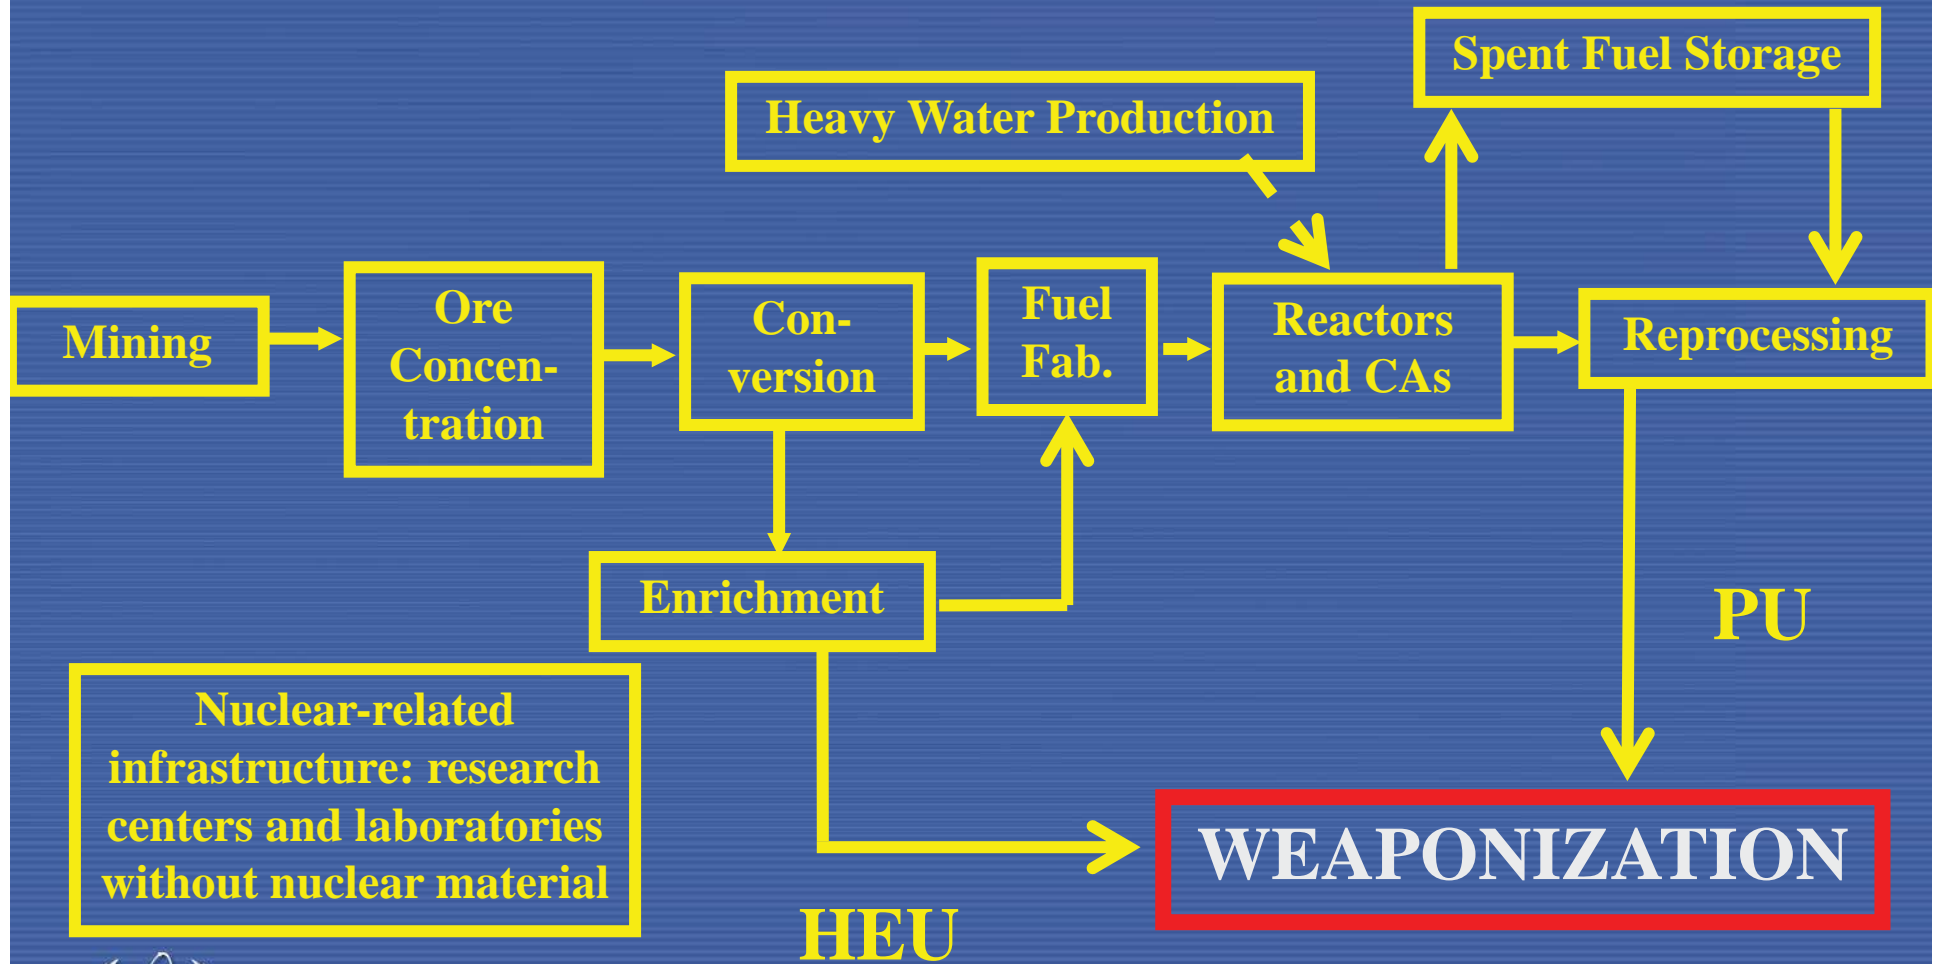 Spent Fuel Storage
Heavy Water Production
Mining
Ore
Concen-
tration
Con-
version
Fuel
Fab.
Reactors
and CAs
Reprocessing
Enrichment
PU
Nuclear-related
infrastructure: research
centers and laboratories
without nuclear material
WEAPONIZATION
HEU